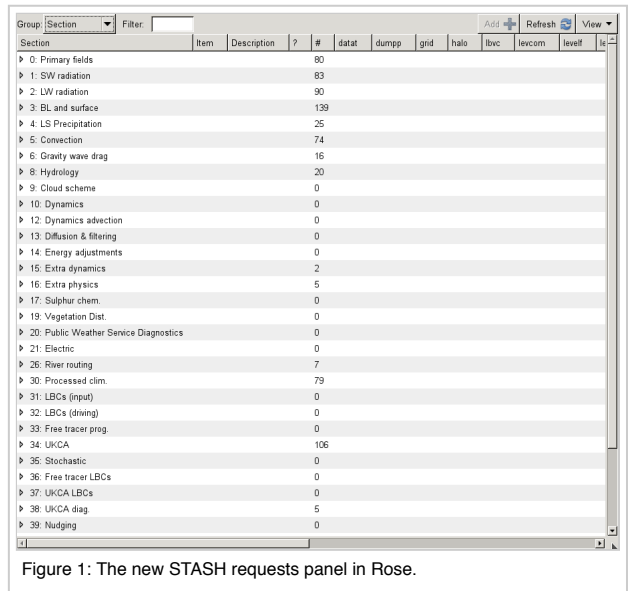 Group: Section Filter: Add Refresh View
Section Item Description ? # datat dumpp grid halo lbvc levcom levelf le
0: Primary fields 80
1: SW radiation 83
2: LW radiation 90
3: BL and surface 139
4: LS Precipitation 25
5: Convection 74
6: Gravity wave drag 16
8: Hydrology 20
9: Cloud scheme 0
10: Dynamics 0
12: Dynamics advection 0
13: Diffusion & filtering 0
14: Energy adjustments 0
15: Extra dynamics 2
16: Extra physics 5
17: Sulphur chem. 0
19: Vegetation Dist. 0
20: Public Weather Service Diagnostics 0
21: Electric 0
26: River routing 7
30: Processed clim. 79
31: LBCs (input) 0
32: LBCs (driving) 0
33: Free tracer prog. 0
34: UKCA 106
35: Stochastic 0
36: Free tracer LBCs 0
37: UKCA LBCs 0
38: UKCA diag. 5
39: Nudging 0
Figure 1: The new STASH requests panel in Rose.